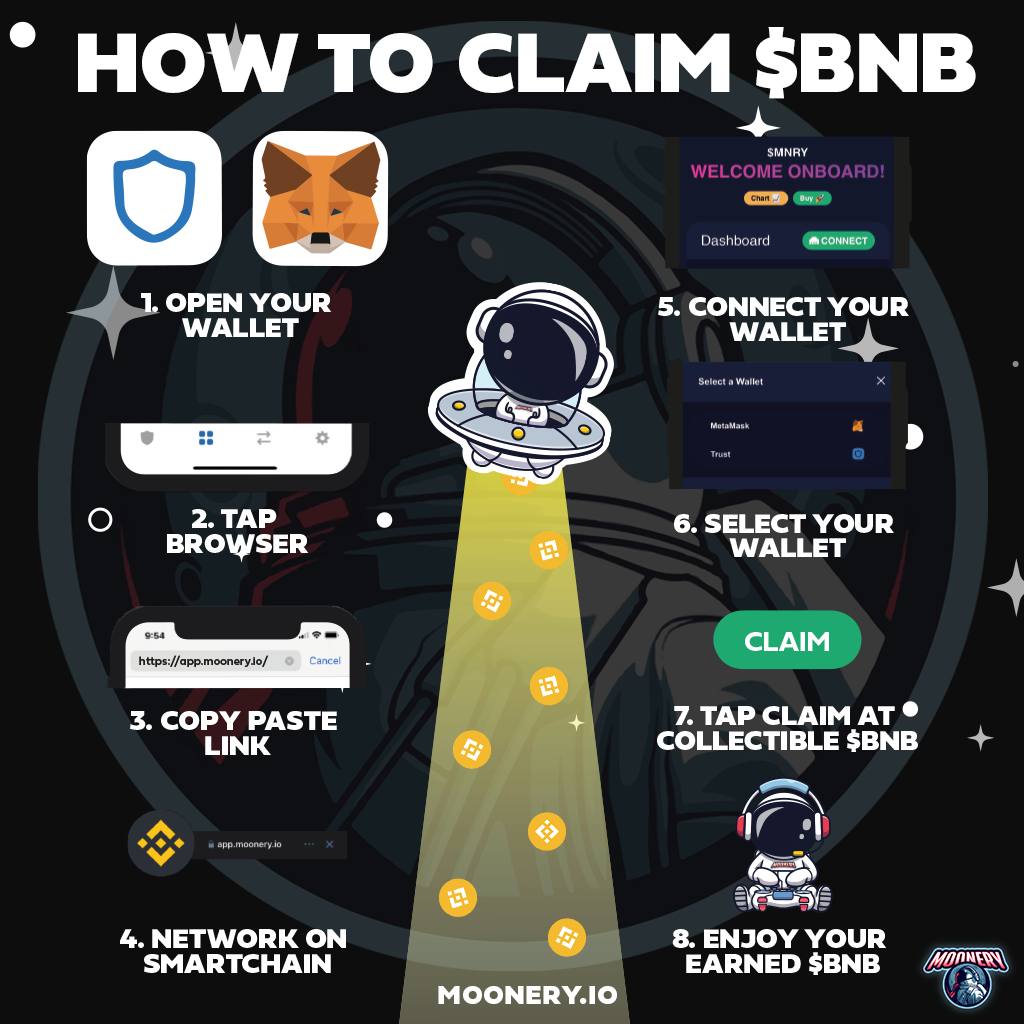 HOW TO CLAIM $BNB
1. OPEN YOUR
WALLET
2. TAP
BROWSER
9:54
https://app.moonery.io/
Cancel
3. COPY PASTE
LINK
app.moonery.io
4. NETWORK ON
SMARTCHAIN
$MNRY
WELCOME ONBOARD!
Chart
Buy
Dashboard
CONNECT
5. CONNECT YOUR
WALLET
Select a Wallet
MetaMask
Trust
6. SELECT YOUR
WALLET
CLAIM
7. TAP CLAIM AT
COLLECTIBLE $BNB
8. ENJOY YOUR
EARNED $BNB
MOONERY.IO
MOONERY